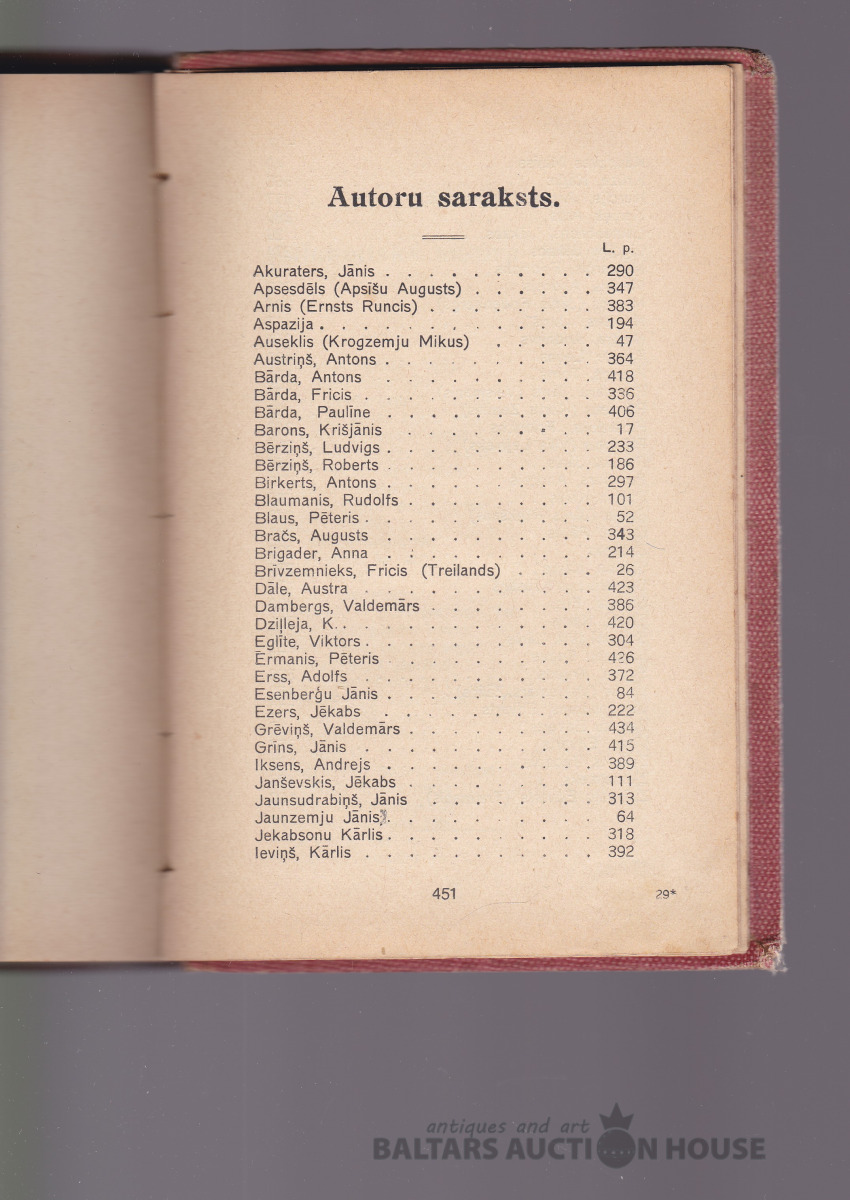 Autoru saraksts.
L. p.
Akuraters, Jānis . . . . . . . . . . 290
Apsesdēls (Apsīšu Augusts) . . . . . . 347
Arnis (Ernsts Runcis) . . . . . . . . 383
Aspazija . . . . . . . . . . . . . 194
Auseklis (Krogzemju Mikus) . . . . . 47
Austriņš, Antons . . . . . . . . . . 364
Bārda, Antons . . . . . . . . . . 418
Bārda, Fricis . . . . . . . . . . . 336
Bārda, Paulīne . . . . . . . . . . 406
Barons, Krišjānis . . . . . . . . . 17
Bērziņš, Ludvigs . . . . . . . . . . 233
Bērziņš, Roberts . . . . . . . . . . 186
Birkerts, Antons . . . . . . . . . . 297
Blaumanis, Rudolfs . . . . . . . . . 101
Blaus, Pēteris . . . . . . . . . . . 52
Bračs, Augusts . . . . . . . . . . 343
Brigader, Anna . . . . . . . . . . 214
Brīvzemnieks, Fricis (Treilands) . . . . 26
Dāle, Austra . . . . . . . . . . . 423
Dambergs, Valdemārs . . . . . . . . 386
Dziļleja, K. . . . . . . . . . . . 420
Eglīte, Viktors . . . . . . . . . . . 304
Ērmanis, Pēteris . . . . . . . . . 426
Erss, Adolfs . . . . . . . . . . . 372
Esenberģu Jānis . . . . . . . . . . 84
Ezers, Jēkabs . . . . . . . . . . 222
Grēviņš, Valdemārs . . . . . . . . . 434
Grīns, Jānis . . . . . . . . . . . 415
Iksens, Andrejs . . . . . . . . . . 389
Janševskis, Jēkabs . . . . . . . . . 111
Jaunsudrabiņš, Jānis . . . . . . . . 313
Jaunzemju Jānis . . . . . . . . . . 64
Jekabsonu Kārlis . . . . . . . . . . 318
Ieviņš, Kārlis . . . . . . . . . . . 392
451
29*
antiques and art
BALTARS AUCTION HOUSE